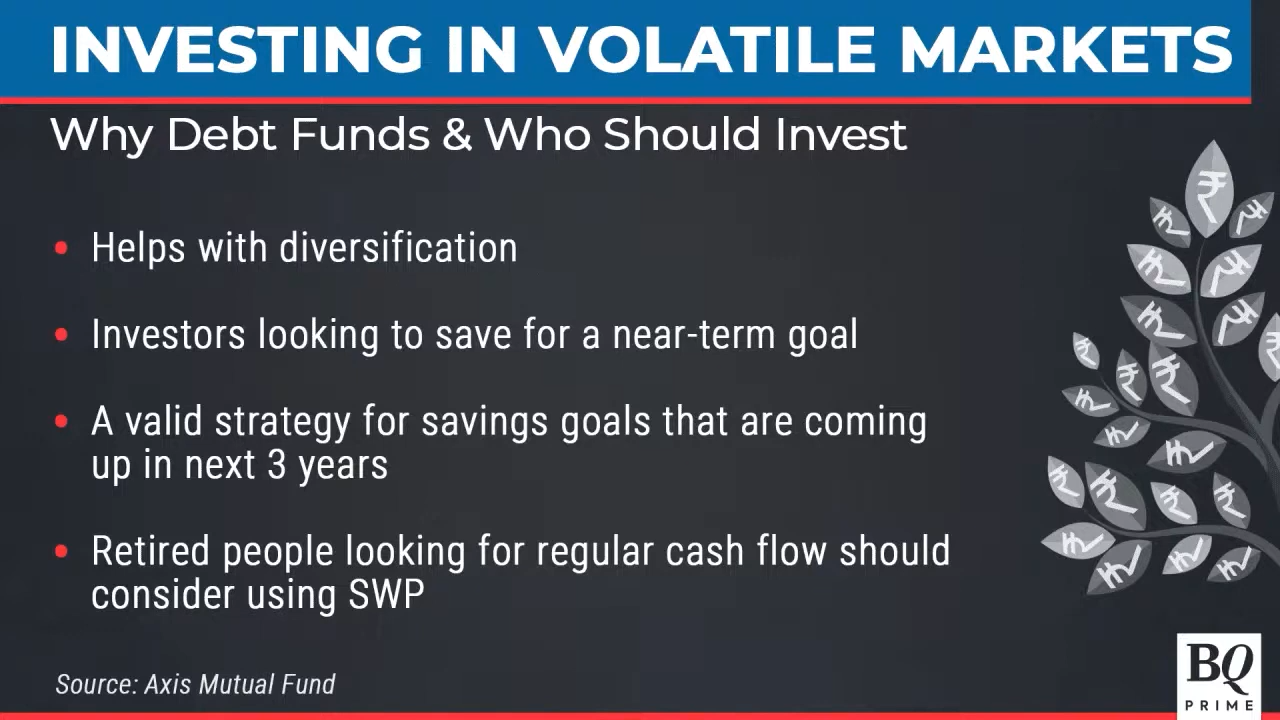 INVESTING IN VOLATILE MARKETS
Why Debt Funds & Who Should Invest
• Helps with diversification
• Investors looking to save for a near-term goal
• A valid strategy for savings goals that are coming
up in next 3 years
• Retired people looking for regular cash flow should
consider using SWP
Source: Axis Mutual Fund
BQ
PRIME